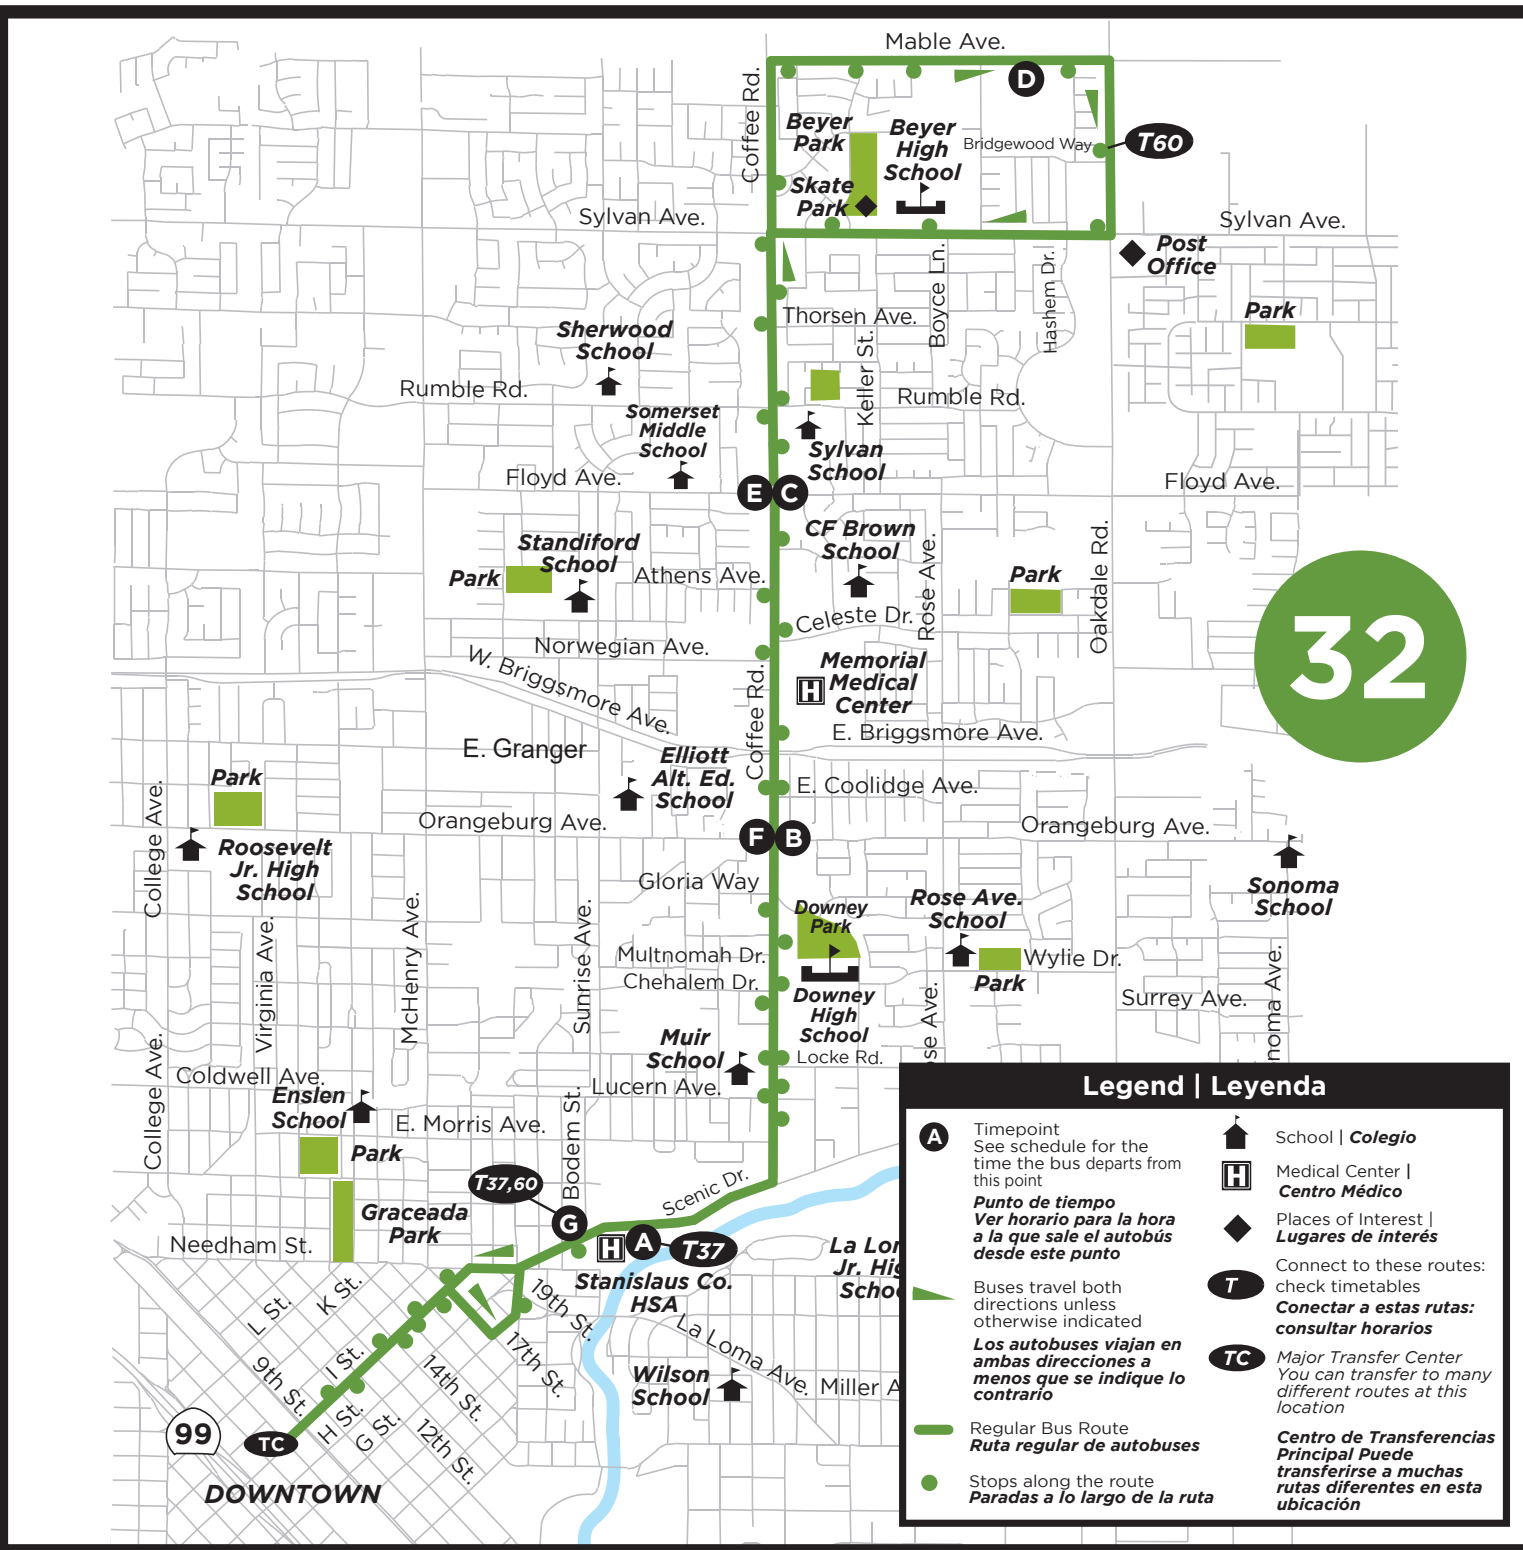 Mable Ave.
Coffee Rd.
D
Beyer
Park
Beyer
High
School
Bridgewood Way
T60
Skate
Park
Sylvan Ave.
Sylvan Ave.
Post
Office
Boyce Ln.
Hashem Dr.
Thorsen Ave.
Park
Sherwood
School
Keller St.
Rumble Rd.
Rumble Rd.
Somerset
Middle
School
Sylvan
School
Floyd Ave.
Floyd Ave.
E
C
CF Brown
School
Standiford
School
Park
Athens Ave.
Rose Ave.
Park
Oakdale Rd.
32
Celeste Dr.
Norwegian Ave.
W. Briggsmore Ave.
Memorial
Medical
Center
H
Coffee Rd.
E. Briggsmore Ave.
E. Granger
Elliott
Alt. Ed.
School
Park
E. Coolidge Ave.
College Ave.
Orangeburg Ave.
Orangeburg Ave.
F
B
Roosevelt
Jr. High
School
Gloria Way
Sonoma
School
Rose Ave.
School
Downey
Park
McHenry Ave.
Virginia Ave.
Sunrise Ave.
Multnomah Dr.
Wylie Dr.
Chehalem Dr.
Park
Downey
High
School
Surrey Ave.
noma Ave.
se Ave.
Muir
School
Locke Rd.
College Ave.
Coldwell Ave.
Lucern Ave.
Enslen
School
E. Morris Ave.
Bodem St.
Park
T37,60
Scenic Dr.
G
Graceada
Park
Needham St.
H
A
T37
Stanislaus Co.
HSA
La Lor
Jr. Hig
Schoo
19th St.
17th St.
La Loma Ave.
L St.
K St.
I St.
9th St.
14th St.
Wilson
School
Miller A
H St.
G St.
12th St.
99
TC
DOWNTOWN
Legend | Leyenda
A
Timepoint
See schedule for the
time the bus departs from
this point
Punto de tiempo
Ver horario para la hora
a la que sale el autobús
desde este punto
Buses travel both
directions unless
otherwise indicated
Los autobuses viajan en
ambas direcciones a
menos que se indique lo
contrario
Regular Bus Route
Ruta regular de autobuses
Stops along the route
Paradas a lo largo de la ruta
School | Colegio
H
Medical Center |
Centro Médico
Places of Interest |
Lugares de interés
T
Connect to these routes:
check timetables
Conectar a estas rutas:
consultar horarios
TC
Major Transfer Center
You can transfer to many
different routes at this
location
Centro de Transferencias
Principal Puede
transferirse a muchas
rutas diferentes en esta
ubicación